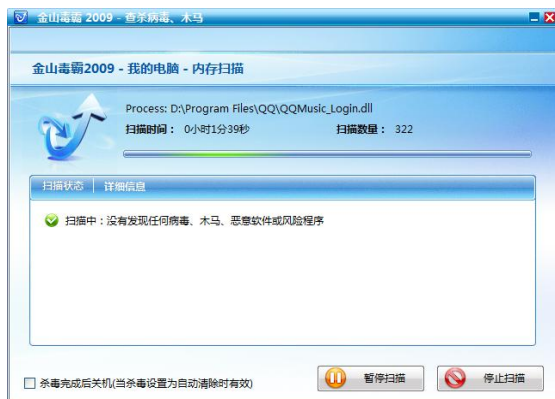 金山毒霸 2009 - 查杀病毒、木马
金山毒霸2009 - 我的电脑 - 内存扫描
Process: D:\Program Files\QQ\QQMusic_Login.dll
扫描时间： 0小时1分39秒 扫描数量： 322
扫描状态 详细信息
扫描中：没有发现任何病毒、木马、恶意软件或风险程序
杀毒完成后关机(当杀毒设置为自动清除时有效) 暂停扫描 停止扫描